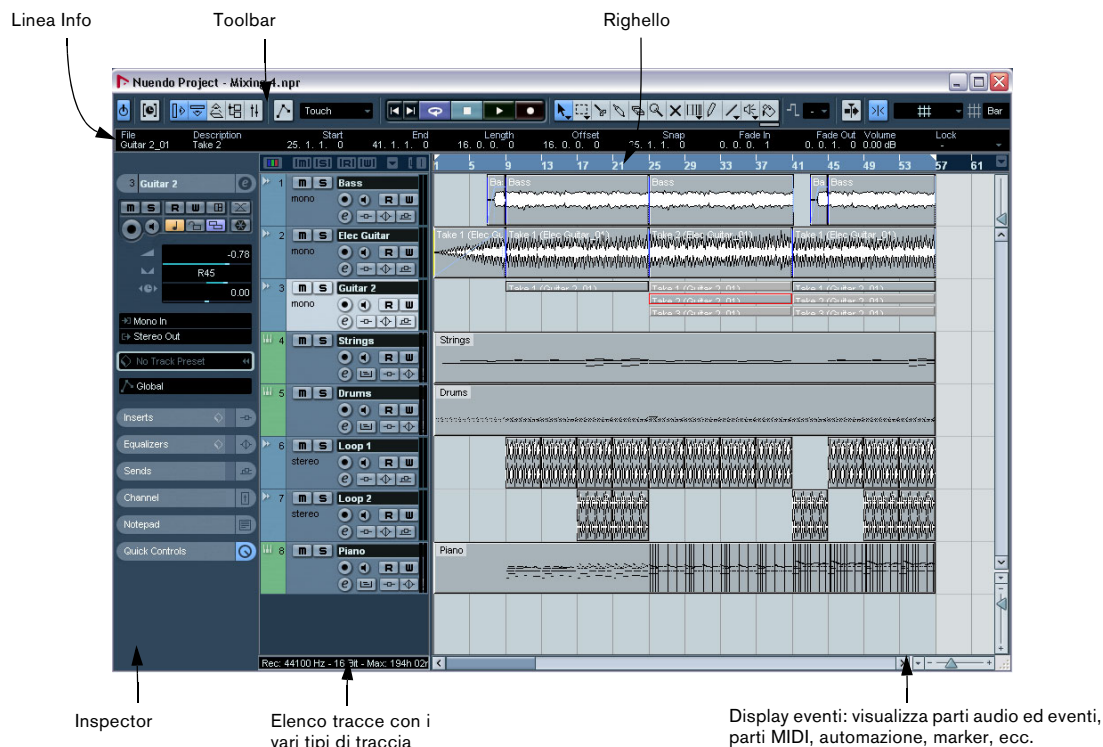 Linea Info
Toolbar
Righello
Nuendo Project - Mixing 4.npr
Touch
Bar
File Description Start End Length Offset Snap Fade In Fade Out Volume Lock
Guitar 2_01 Take 2 25. 1. 1. 0 41. 1. 1. 0 16. 0. 0. 0 16. 0. 0. 0 25. 1. 1. 0 0. 0. 0. 1 0. 0. 1. 0 0.00 dB -
1 5 9 13 17 21 25 29 33 37 41 45 49 53 57 61
3 Guitar 2
-0.78
R45
0.00
Mono In
Stereo Out
No Track Preset
Global
Inserts
Equalizers
Sends
Channel
Notepad
Quick Controls
1 m S Bass
mono
R W
2 m S Elec Guitar
mono
R W
3 m S Guitar 2
mono
R W
4 m S Strings
R W
5 m S Drums
R W
6 m S Loop 1
stereo
R W
7 m S Loop 2
stereo
R W
8 m S Piano
R W
Ba Bass Bass Ba Bass
Take 1 (Elec Gu Take 1 (Elec Guitar_01) Take 2 (Elec Guitar_01) Take 1 (Elec Guitar_01)
Take 1 (Guitar 2_01) Take 1 (Guitar 2_01) Take 1 (Guitar 2_01)
Take 2 (Guitar 2_01) Take 2 (Guitar 2_01)
Take 3 (Guitar 2_01) Take 3 (Guitar 2_01)
Strings
Drums
Piano
Rec: 44100 Hz - 16 Bit - Max: 194h 02
Inspector
Elenco tracce con i
vari tipi di traccia
Display eventi: visualizza parti audio ed eventi,
parti MIDI, automazione, marker, ecc.